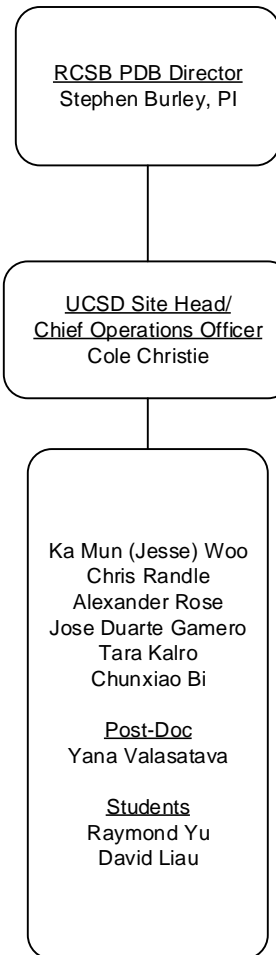 RCSB PDB Director
Stephen Burley, PI
UCSD Site Head/
Chief Operations Officer
Cole Christie
Ka Mun (Jesse) Woo
Chris Randle
Alexander Rose
Jose Duarte Gamero
Tara Kalro
Chunxiao Bi
Post-Doc
Yana Valasatava
Students
Raymond Yu
David Liau